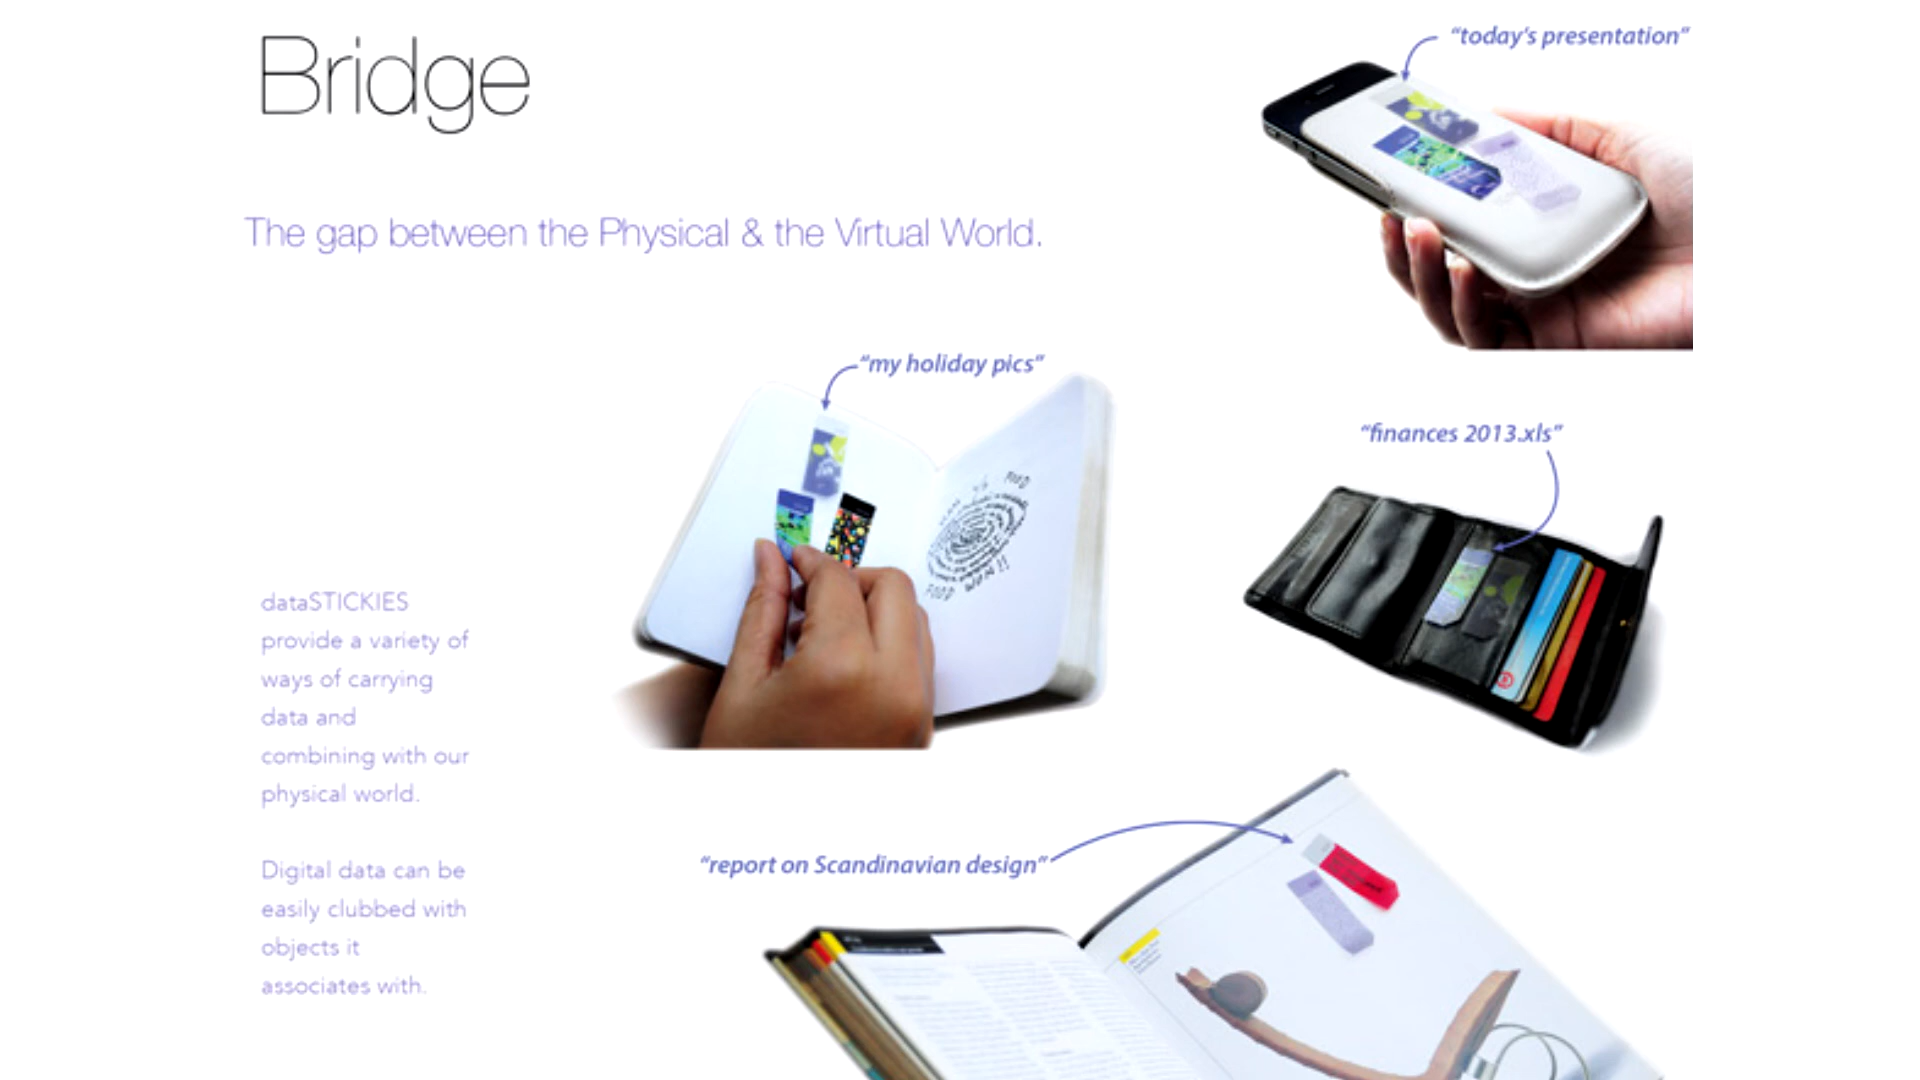 Bridge
"today's presentation"
The gap between the Physical & the Virtual World.
"my holiday pics"
"finances 2013.xls"
FOOD
FOOD
dataSTICKIES
provide a variety of
ways of carrying
data and
combining with our
physical world.
"report on Scandinavian design"
Digital data can be
easily clubbed with
objects it
associates with.